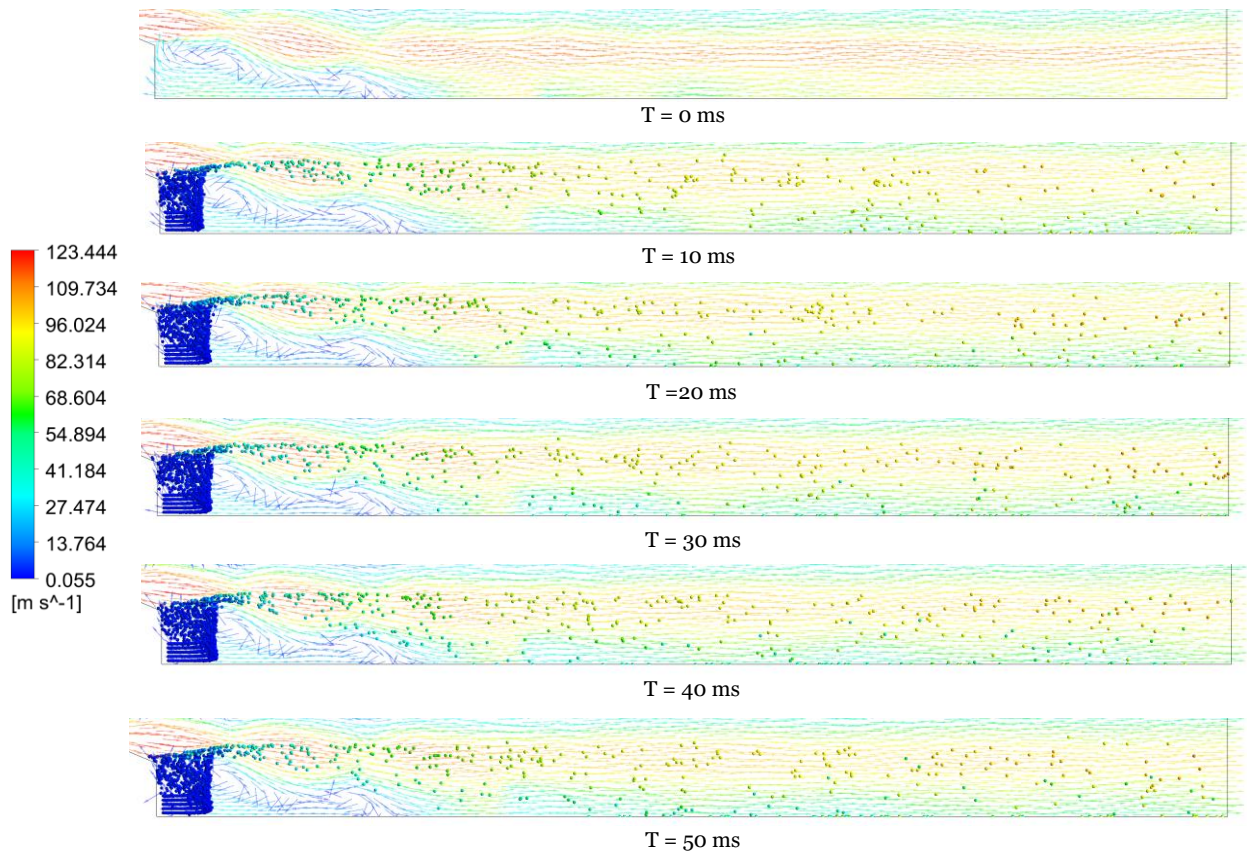 T = 0 ms
T = 10 ms
T =20 ms
T = 30 ms
T = 40 ms
T = 50 ms
123.444
109.734
96.024
82.314
68.604
54.894
41.184
27.474
13.764
0.055
[m s^-1]